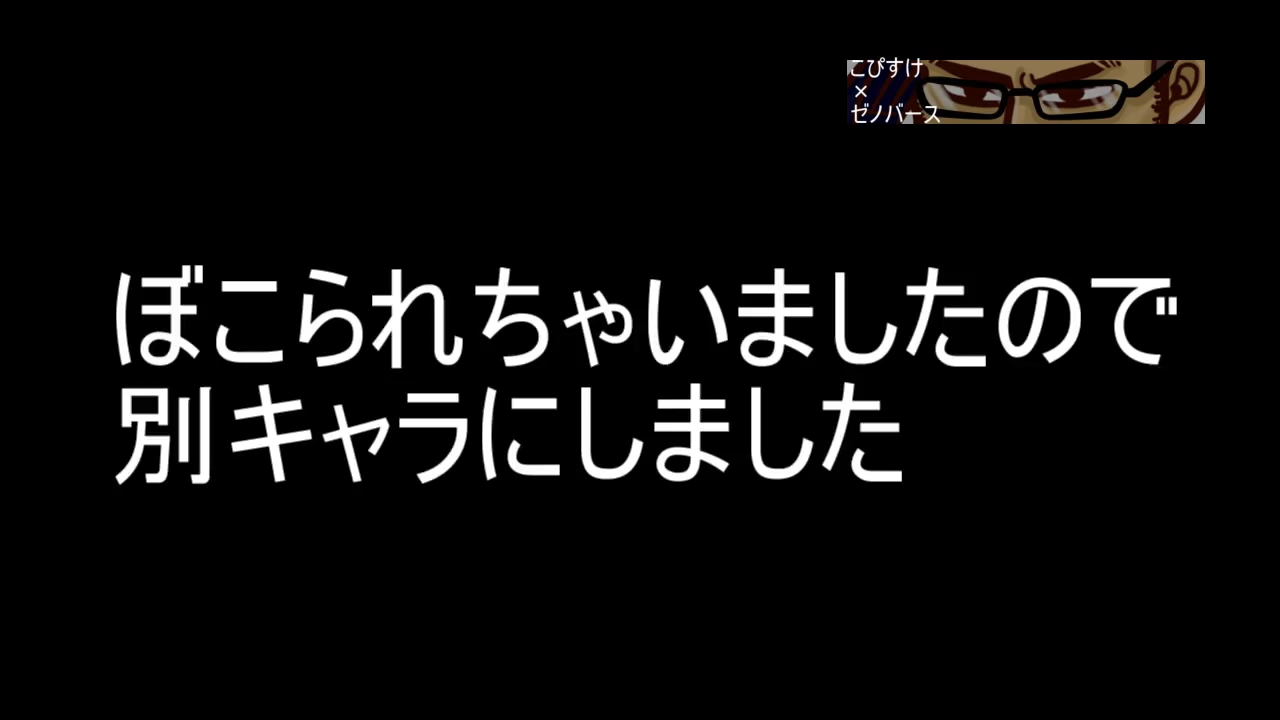 こぴすけ
×
ゼノバース
ぼこられちゃいましたので
別キャラにしました